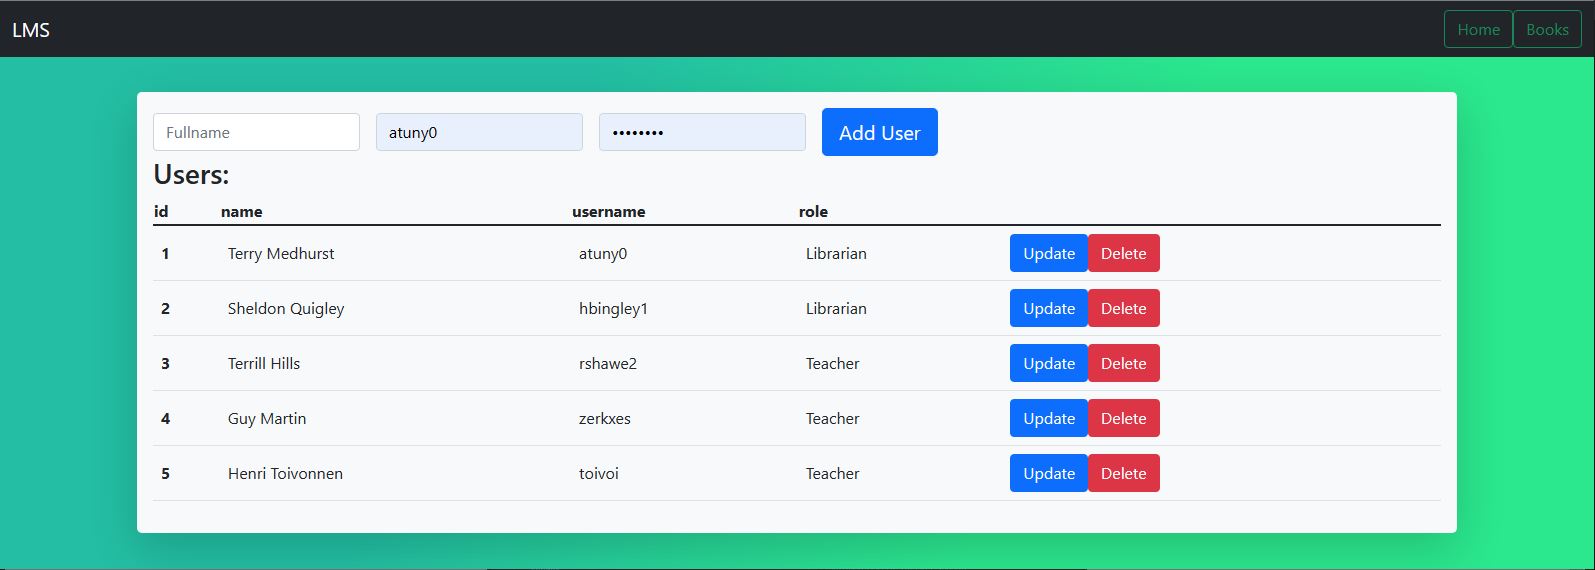 LMS Home Books
Fullname atuny0 •••••••• Add User
Users:
id name username role
1 Terry Medhurst atuny0 Librarian Update Delete
2 Sheldon Quigley hbingley1 Librarian Update Delete
3 Terrill Hills rshawe2 Teacher Update Delete
4 Guy Martin zerkxes Teacher Update Delete
5 Henri Toivonnen toivoi Teacher Update Delete